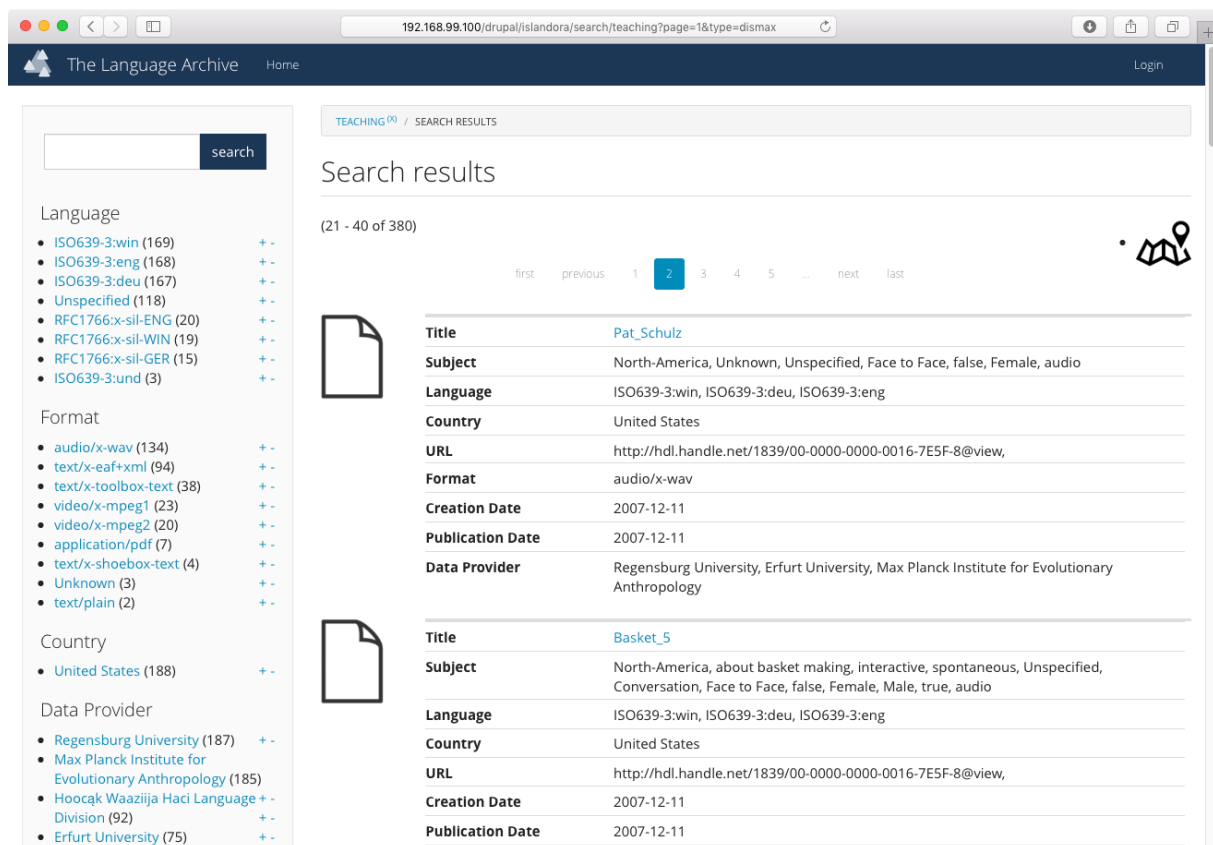 192.168.99.100/drupal/islandora/search/teaching?page=1&type=dismax
The Language Archive Home Login
search
Language
ISO639-3:win (169) + -
ISO639-3:eng (168) + -
ISO639-3:deu (167) + -
Unspecified (118) + -
RFC1766:x-sil-ENG (20) + -
RFC1766:x-sil-WIN (19) + -
RFC1766:x-sil-GER (15) + -
ISO639-3:und (3) + -
Format
audio/x-wav (134) + -
text/x-eaf+xml (94) + -
text/x-toolbox-text (38) + -
video/x-mpeg1 (23) + -
video/x-mpeg2 (20) + -
application/pdf (7) + -
text/x-shoebox-text (4) + -
Unknown (3) + -
text/plain (2) + -
Country
United States (188) + -
Data Provider
Regensburg University (187) + -
Max Planck Institute for
Evolutionary Anthropology (185)
Hoocąk Waaziija Haci Language + -
Division (92) + -
Erfurt University (75) + -
TEACHING (X) / SEARCH RESULTS
Search results
(21 - 40 of 380)
first previous 1 2 3 4 5 ... next last
Title Pat_Schulz
Subject North-America, Unknown, Unspecified, Face to Face, false, Female, audio
Language ISO639-3:win, ISO639-3:deu, ISO639-3:eng
Country United States
URL http://hdl.handle.net/1839/00-0000-0000-0016-7E5F-8@view,
Format audio/x-wav
Creation Date 2007-12-11
Publication Date 2007-12-11
Data Provider Regensburg University, Erfurt University, Max Planck Institute for Evolutionary
Anthropology
Title Basket_5
Subject North-America, about basket making, interactive, spontaneous, Unspecified,
Conversation, Face to Face, false, Female, Male, true, audio
Language ISO639-3:win, ISO639-3:deu, ISO639-3:eng
Country United States
URL http://hdl.handle.net/1839/00-0000-0000-0016-7E5F-8@view,
Creation Date 2007-12-11
Publication Date 2007-12-11